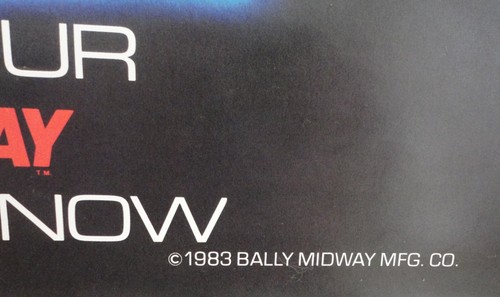 UR
AY
T.M.
NOW
©1983 BALLY MIDWAY MFG. CO.